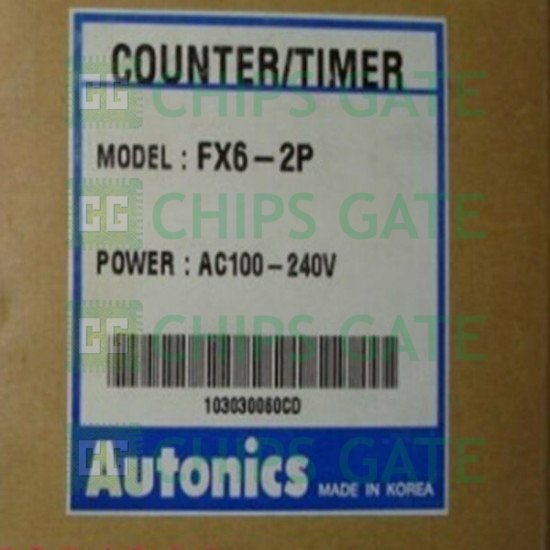 COUNTER/TIMER
CHIPS GATE
MODEL : FX6-2P
CHIPS GATE
POWER : AC100-240V
CHIPS GATE
103030060CD
CHIPS GATE
Autonics MADE IN KOREA